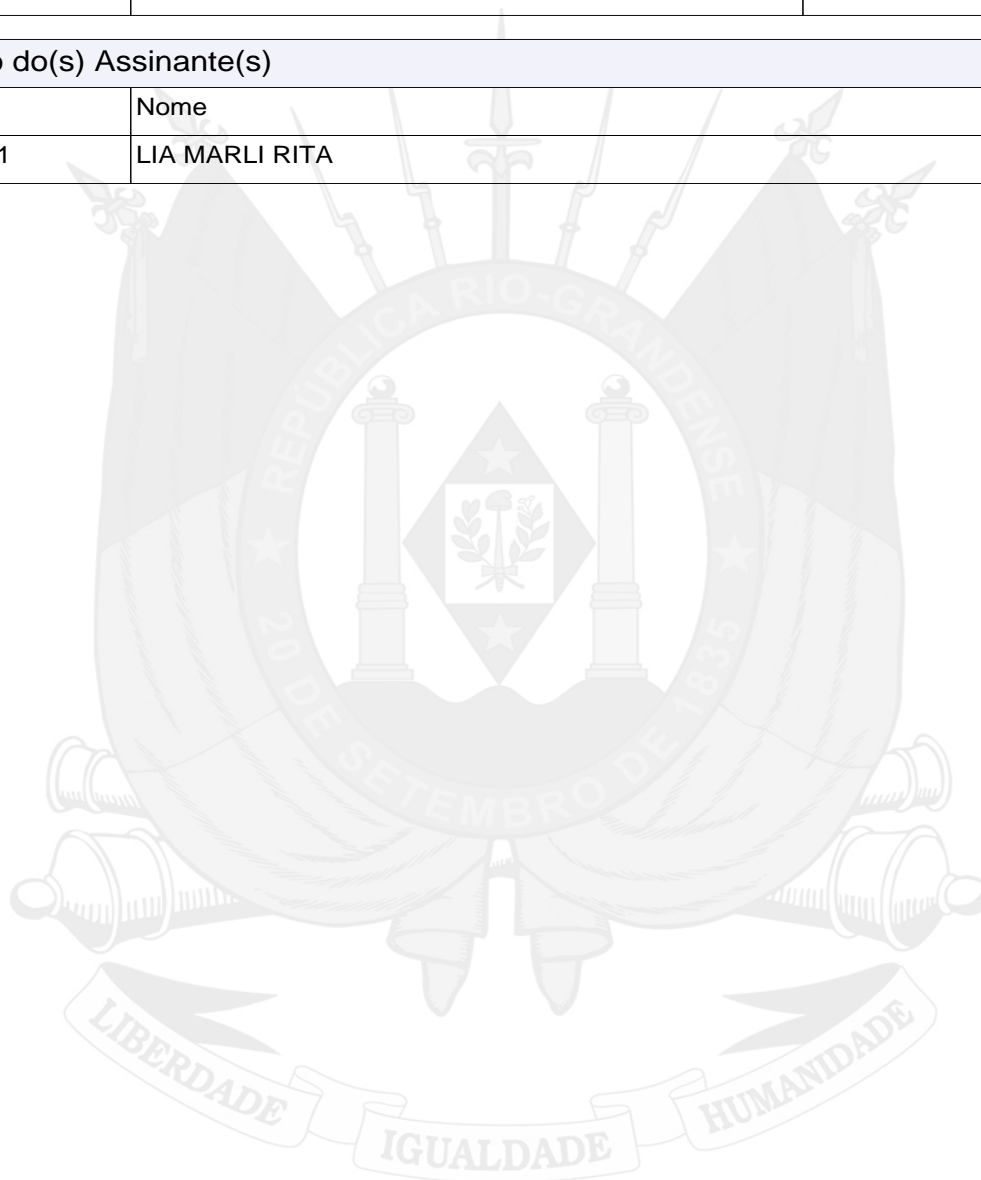 o do(s) Assinante(s)
Nome
1
LIA MARLI RITA
REPÚBLICA RIO-GRANDENSE
★ 20 DE SETEMBRO DE 1835 ★
LIBERDADE
IGUALDADE
HUMANIDADE